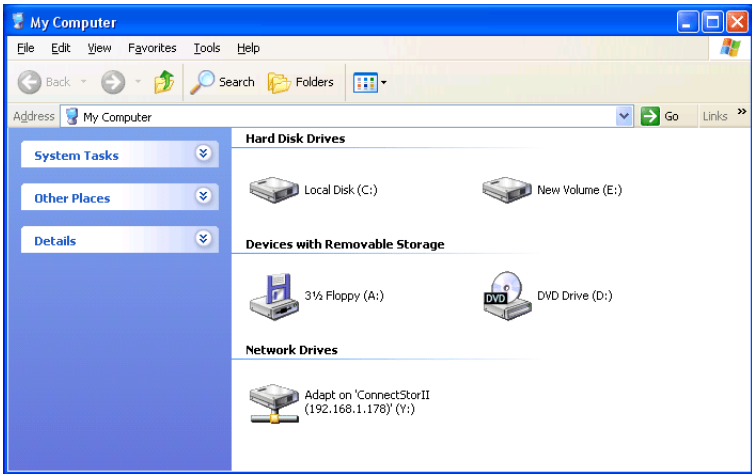 My Computer
File Edit View Favorites Tools Help
Back Search Folders
Address My Computer Go Links »
System Tasks
Other Places
Details
Hard Disk Drives
Local Disk (C:) New Volume (E:)
Devices with Removable Storage
3½ Floppy (A:) DVD DVD Drive (D:)
Network Drives
Adapt on 'ConnectStorII
(192.168.1.178)' (Y:)